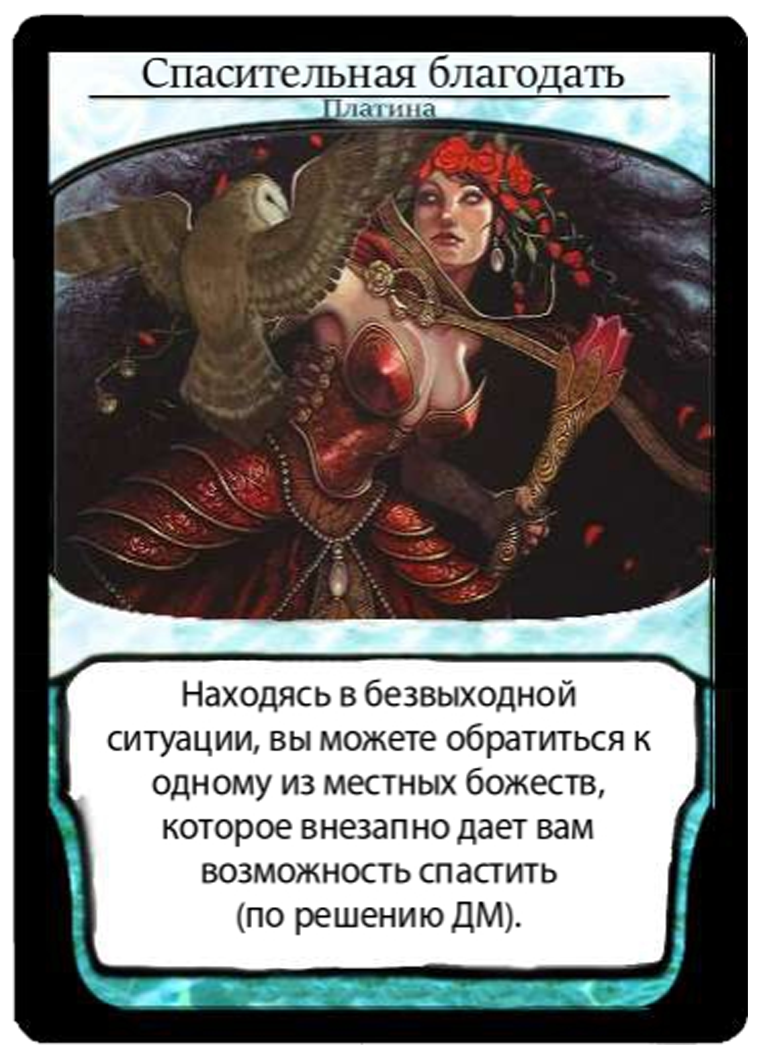 Спасительная благодать
Платина
Находясь в безвыходной
ситуации, вы можете обратиться к
одному из местных божеств,
которое внезапно дает вам
возможность спастить
(по решению ДМ).